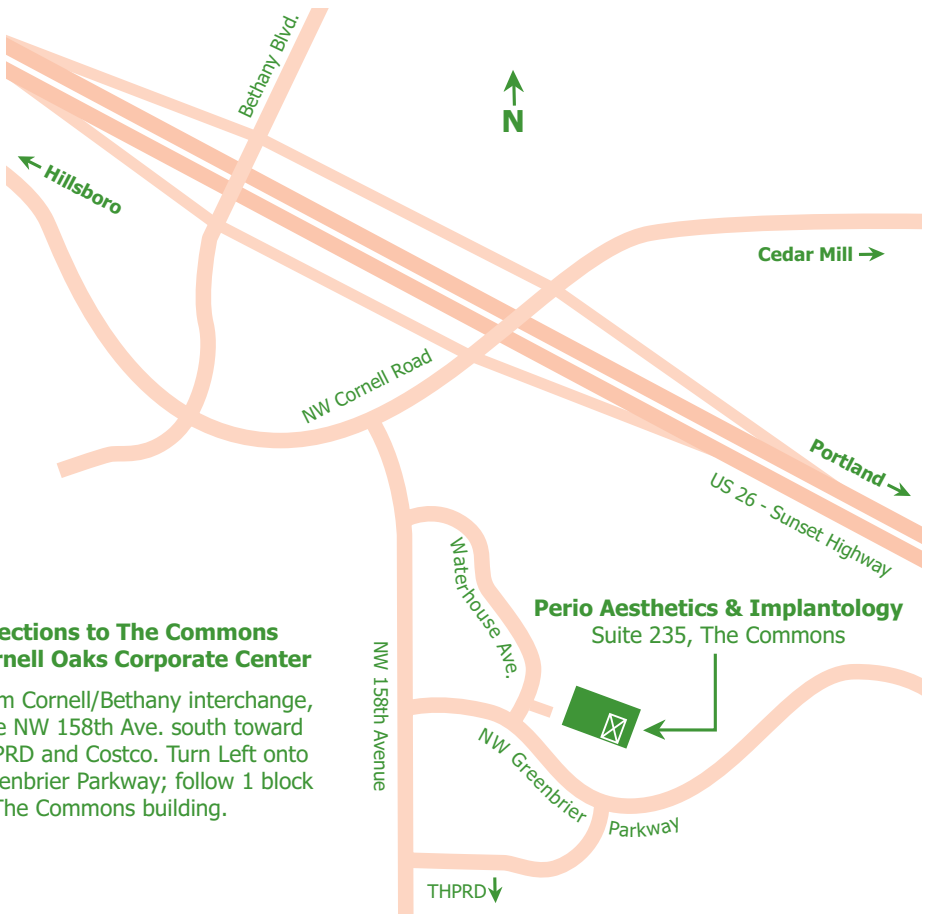 Bethany Blvd.
N
Hillsboro
Cedar Mill
NW Cornell Road
Portland
US 26 - Sunset Highway
Waterhouse Ave.
Perio Aesthetics & Implantology
Suite 235, The Commons
ections to The Commons
rnell Oaks Corporate Center
NW 158th Avenue
m Cornell/Bethany interchange,
e NW 158th Ave. south toward
PRD and Costco. Turn Left onto
enbrier Parkway; follow 1 block
The Commons building.
NW Greenbrier
Parkway
THPRD